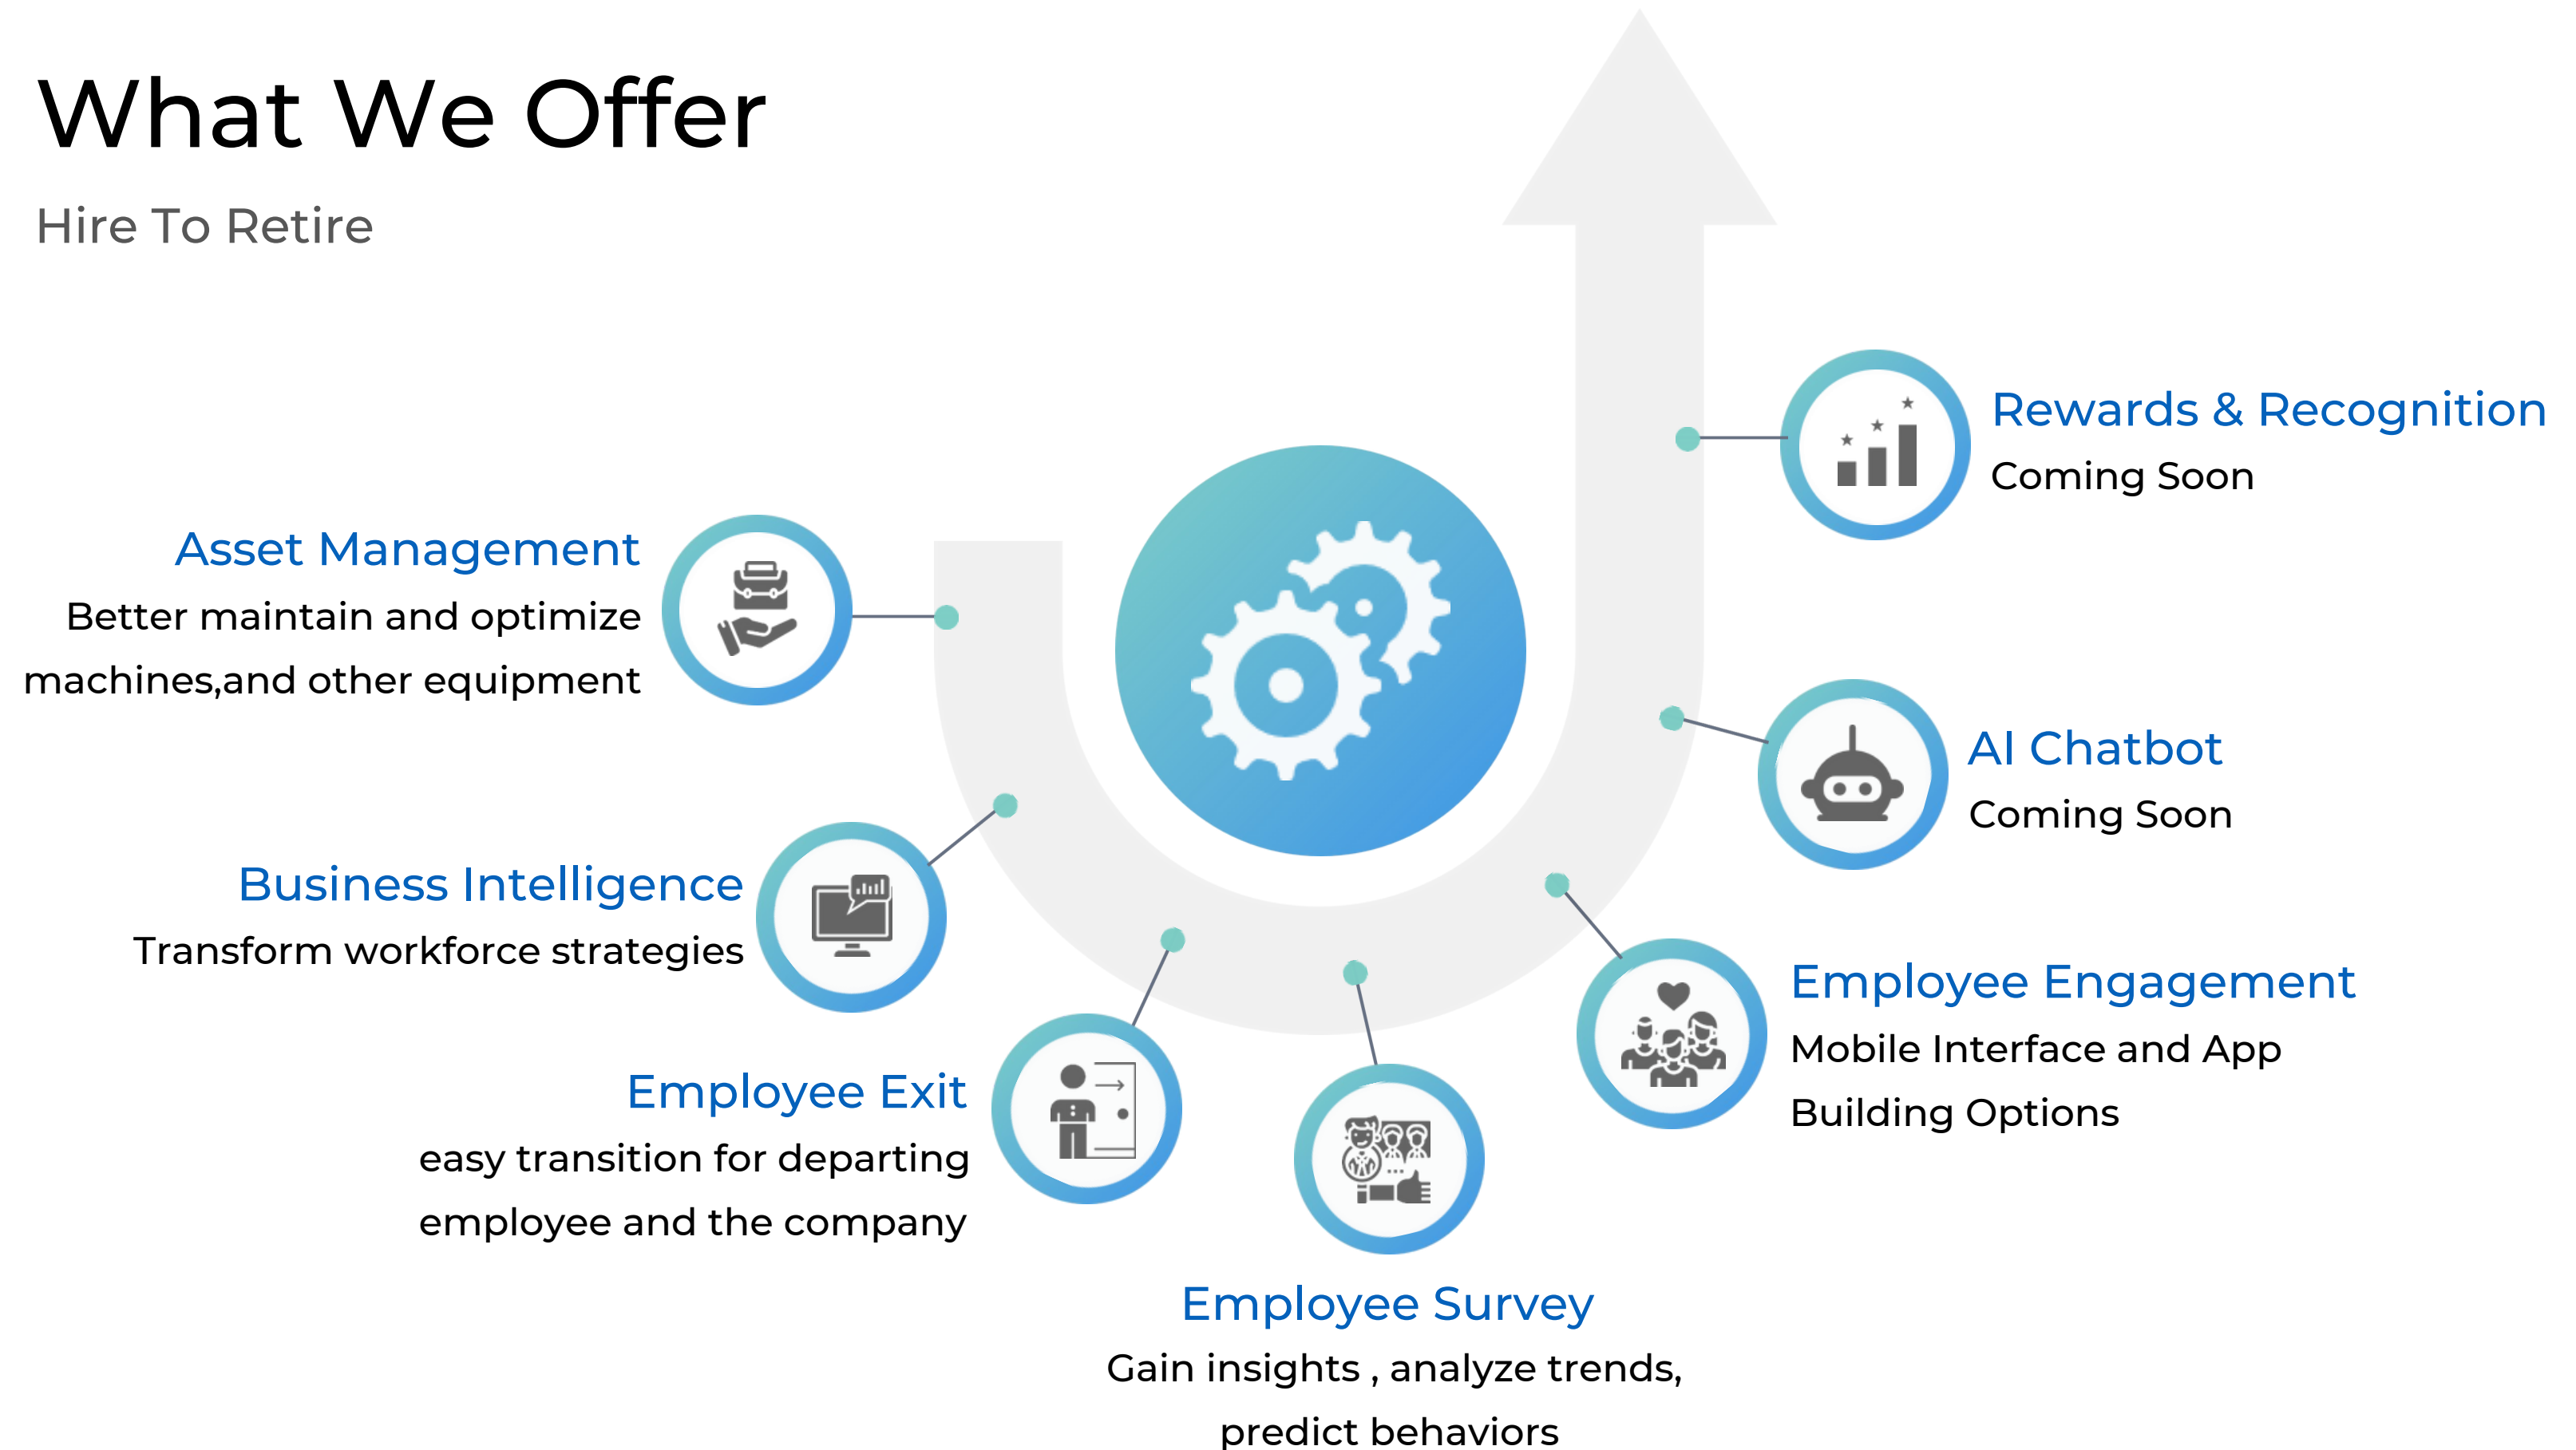 What We Offer
Hire To Retire
Asset Management
Better maintain and optimize
machines,and other equipment
Business Intelligence
Transform workforce strategies
Employee Exit
easy transition for departing
employee and the company
Employee Survey
Gain insights , analyze trends,
predict behaviors
Employee Engagement
Mobile Interface and App
Building Options
AI Chatbot
Coming Soon
Rewards & Recognition
Coming Soon